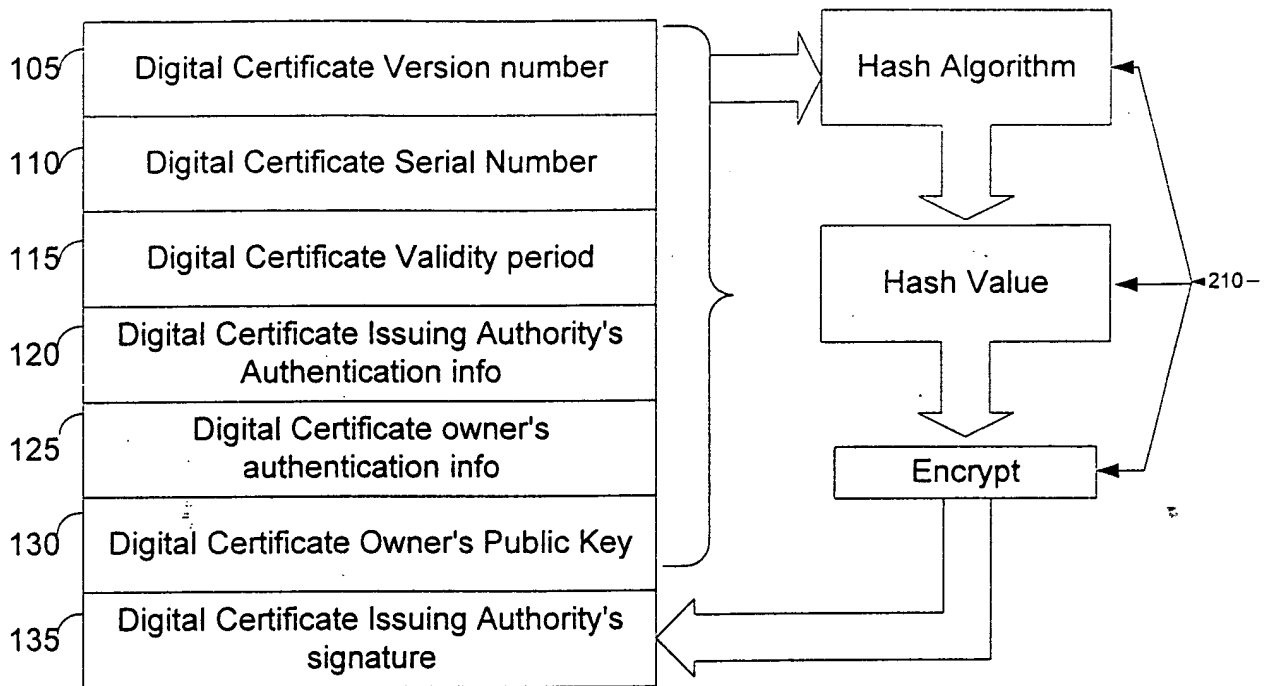 105
Digital Certificate Version number
Hash Algorithm
110
Digital Certificate Serial Number
115
Digital Certificate Validity period
Hash Value
210
120
Digital Certificate Issuing Authority's
Authentication info
125
Digital Certificate owner's
authentication info
Encrypt
130
Digital Certificate Owner's Public Key
135
Digital Certificate Issuing Authority's
signature